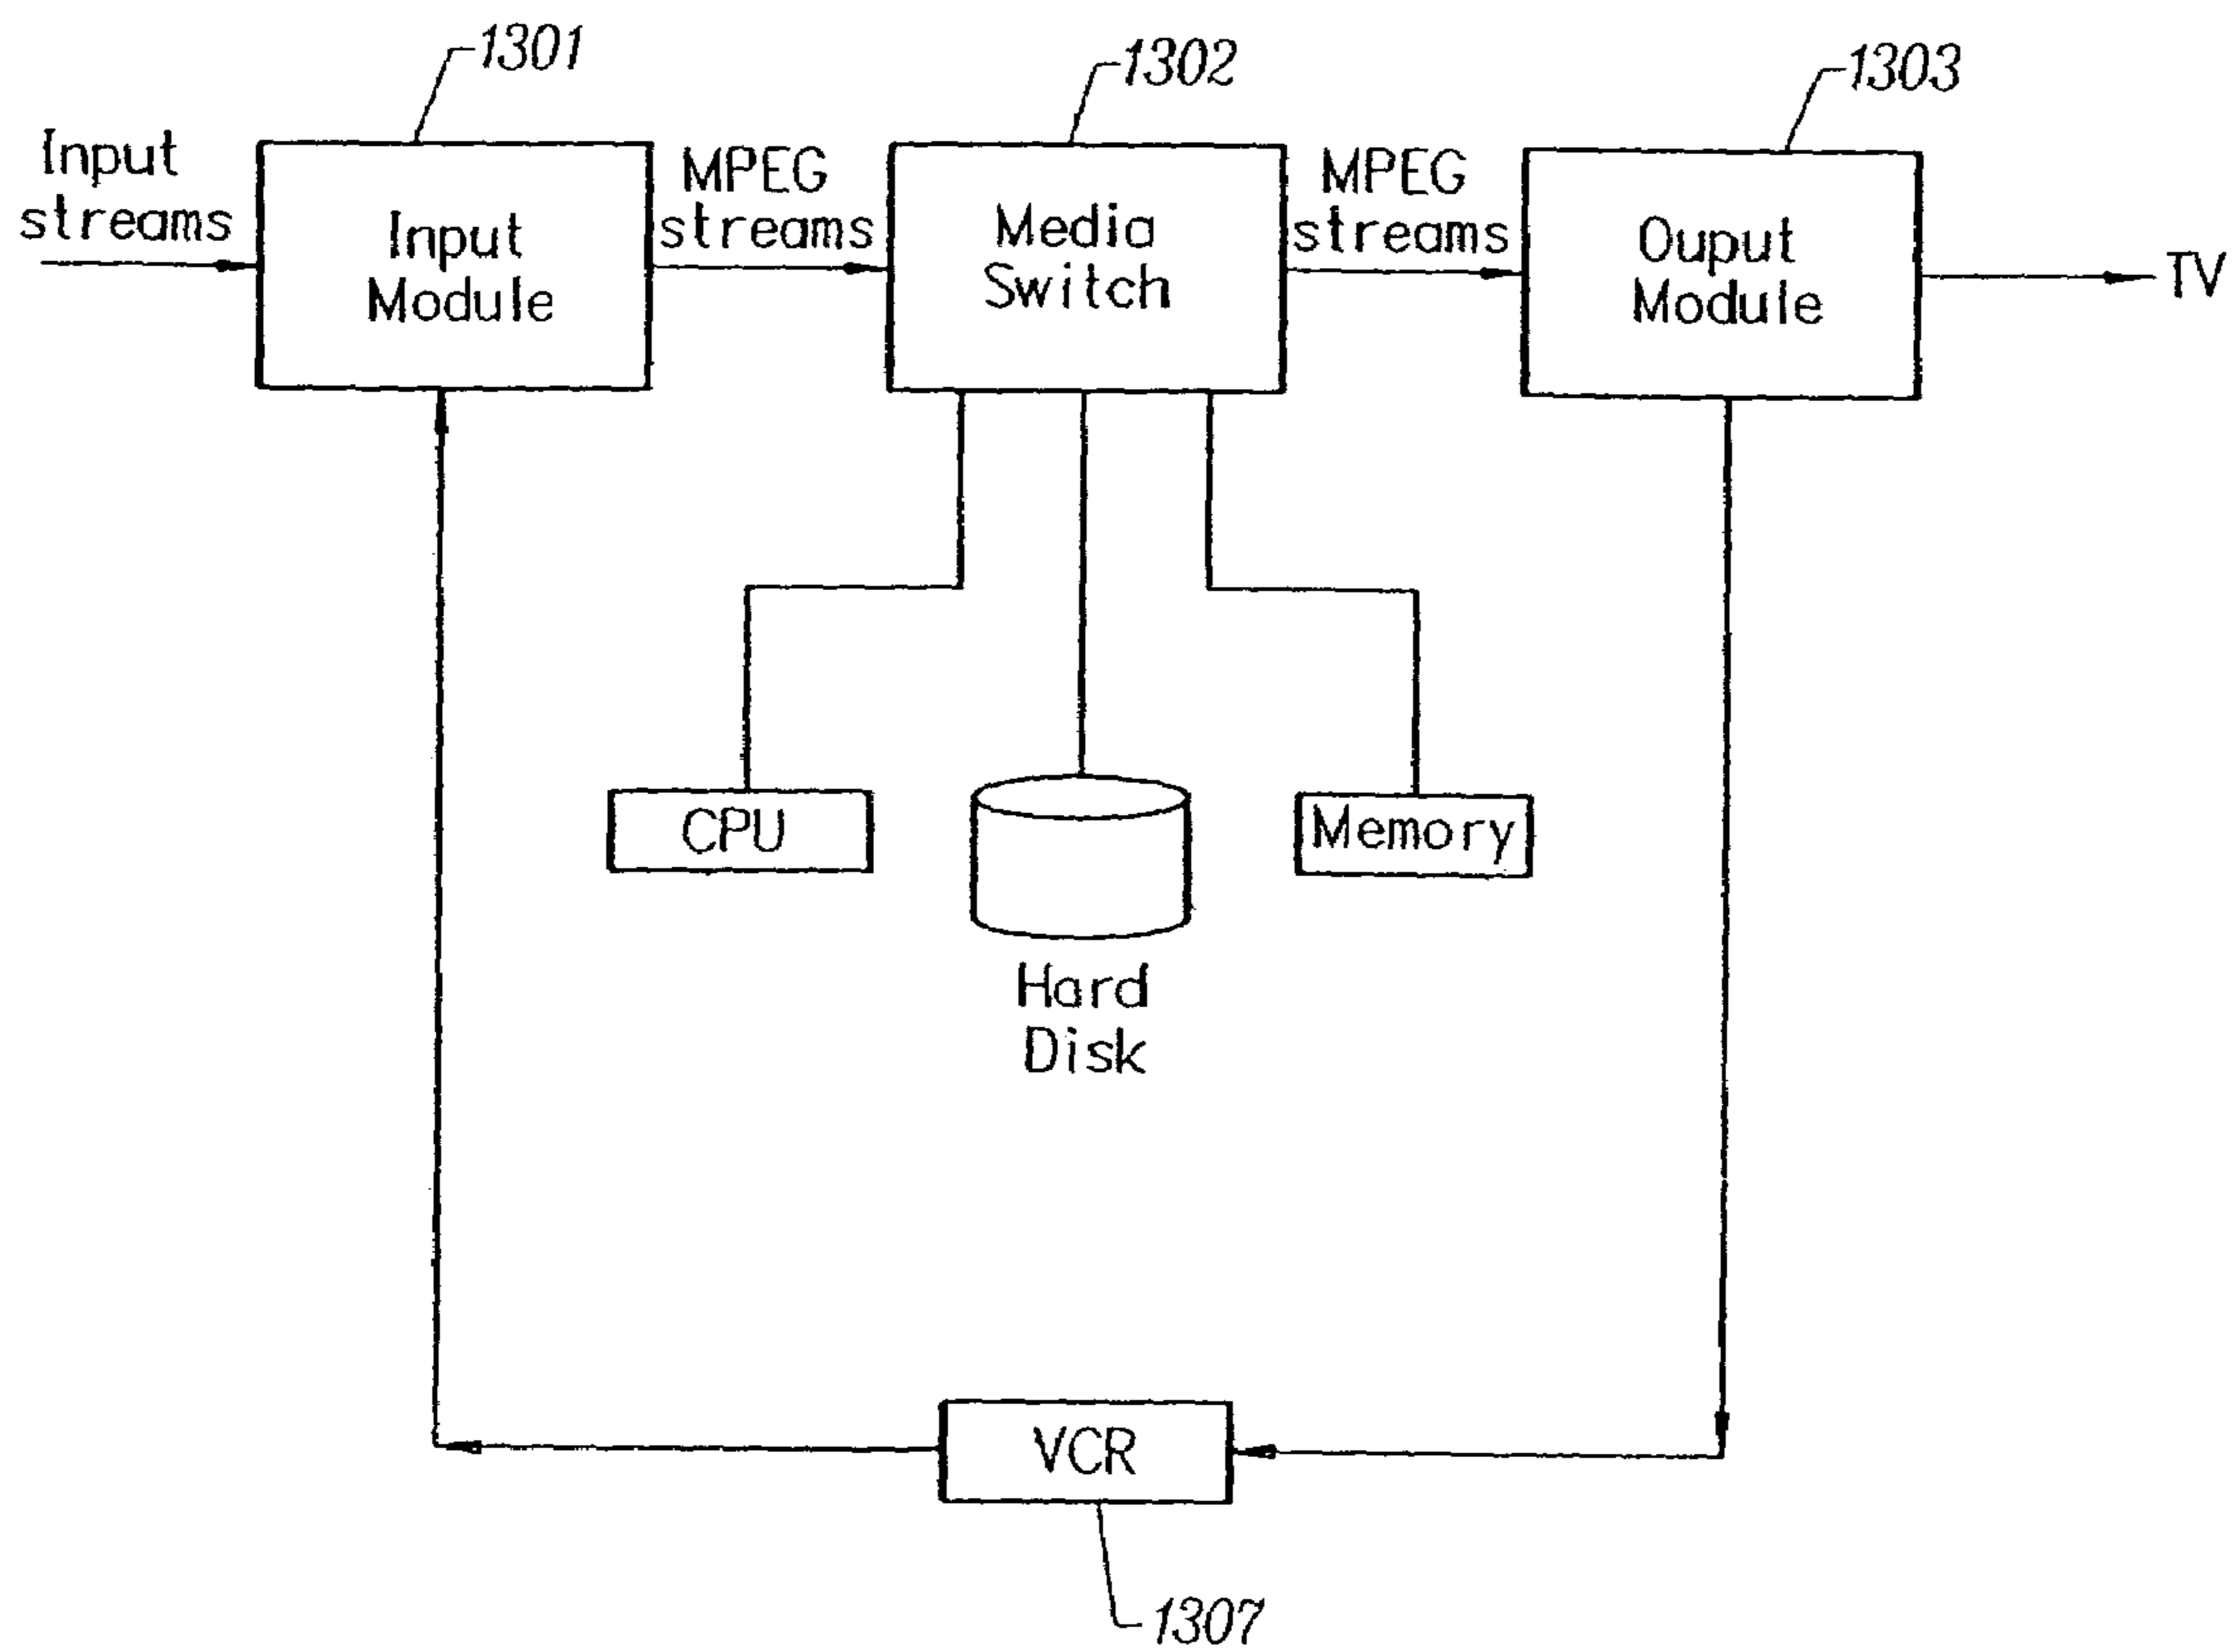 1301
1302
1303
Input
streams
Input
Module
MPEG
streams
Media
Switch
MPEG
streams
Ouput
Module
TV
CPU
Memory
Hard
Disk
VCR
1307